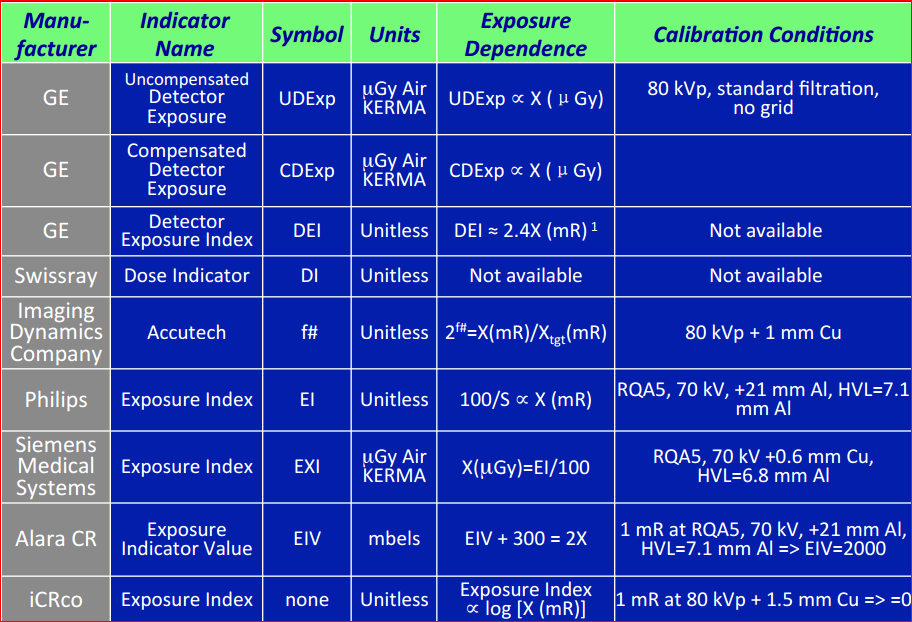 Manu-
facturer
Indicator
Name
Symbol
Units
Exposure
Dependence
Calibration Conditions
GE
Uncompensated
Detector
Exposure
UDExp
μGy Air
KERMA
UDExp ∝ X ( μ Gy)
80 kVp, standard filtration,
no grid
GE
Compensated
Detector
Exposure
CDExp
μGy Air
KERMA
CDExp ∝ X ( μ Gy)
GE
Detector
Exposure Index
DEI
Unitless
DEI ≈ 2.4X (mR) ¹
Not available
Swissray
Dose Indicator
DI
Unitless
Not available
Not available
Imaging
Dynamics
Company
Accutech
f#
Unitless
2^f#=X(mR)/X_tgt(mR)
80 kVp + 1 mm Cu
Philips
Exposure Index
EI
Unitless
100/S ∝ X (mR)
RQA5, 70 kV, +21 mm Al, HVL=7.1
mm Al
Siemens
Medical
Systems
Exposure Index
EXI
μGy Air
KERMA
X(μGy)=EI/100
RQA5, 70 kV +0.6 mm Cu,
HVL=6.8 mm Al
Alara CR
Exposure
Indicator Value
EIV
mbels
EIV + 300 = 2X
1 mR at RQA5, 70 kV, +21 mm Al,
HVL=7.1 mm Al => EIV=2000
iCRco
Exposure Index
none
Unitless
Exposure Index
∝ log [X (mR)]
1 mR at 80 kVp + 1.5 mm Cu => =0